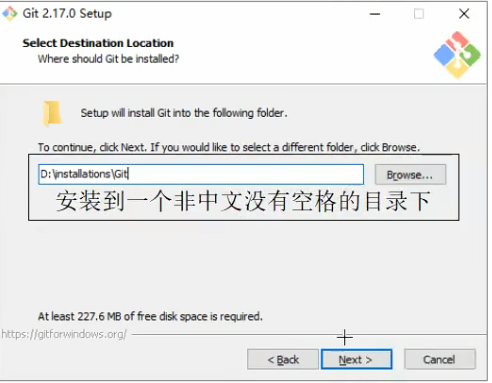 Git 2.17.0 Setup
Select Destination Location
Where should Git be installed?
Setup will install Git into the following folder.
To continue, click Next. If you would like to select a different folder, click Browse.
D:\installations\Git
Browse...
安装到一个非中文没有空格的目录下
At least 227.6 MB of free disk space is required.
https://gitforwindows.org/
< Back
Next >
Cancel